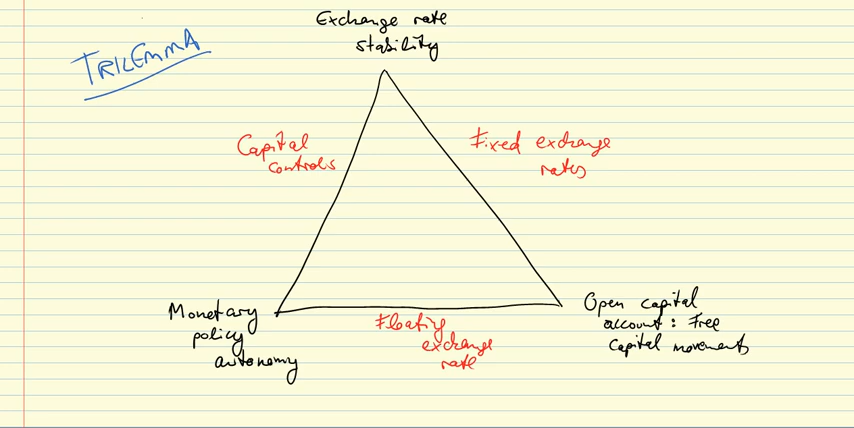 TRILEMMA
Exchange rate
stability
Capital
controls
Fixed exchange
rates
Monetary
policy
autonomy
Floating
exchange
rate
Open capital
account : Free
capital movements